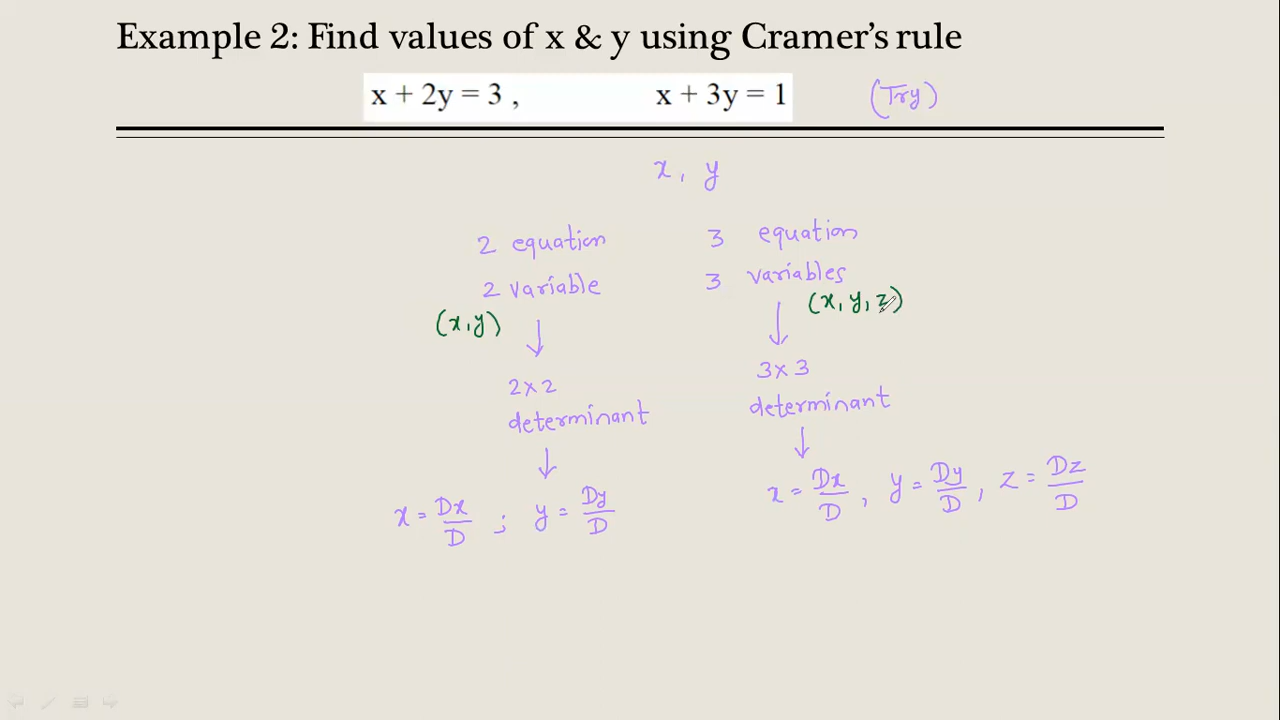 Example 2: Find values of x & y using Cramer's rule
x + 2y = 3 , x + 3y = 1 (Try)
x, y
2 equation 3 equation
2 variable 3 variables
(x,y) (x, y, z)
2x2 3x3
determinant determinant
x = Dx/D ; y = Dy/D x = Dx/D , y = Dy/D , z = Dz/D